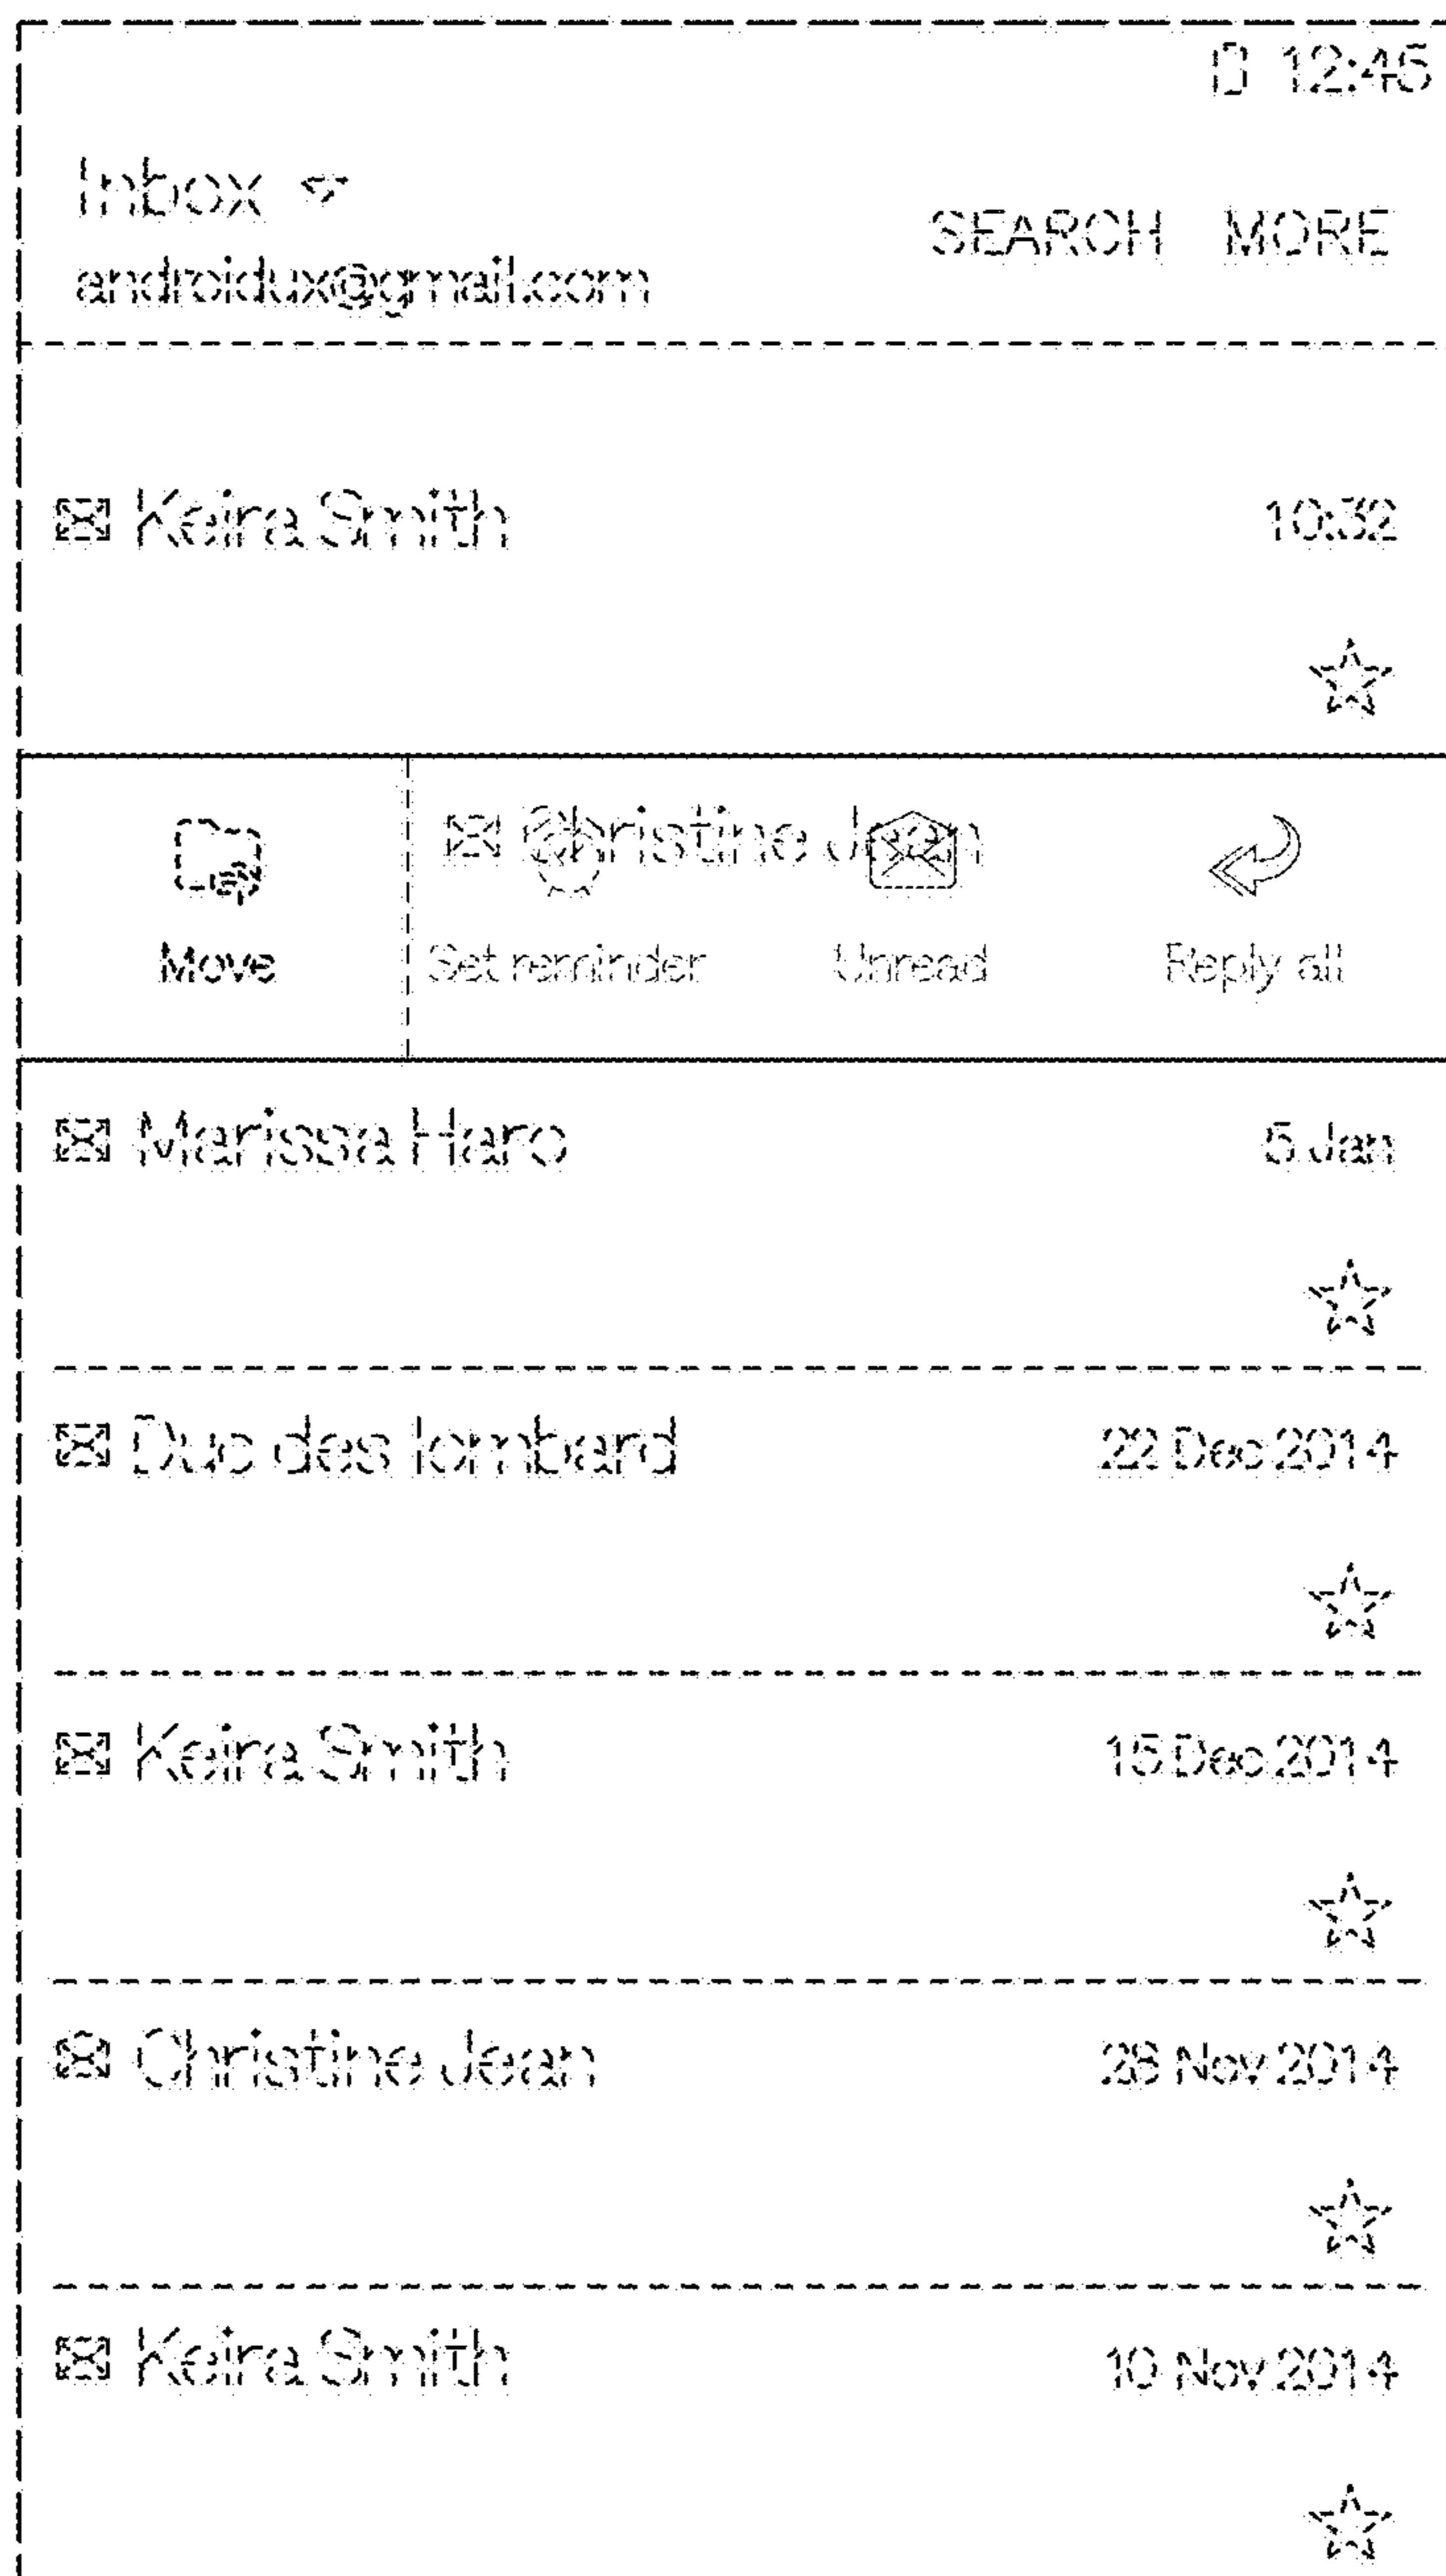 12:45
Inbox
SEARCH MORE
androidux@gmail.com
Keira Smith 10:32
Christine Jean
Move Set reminder Unread Reply all
Marissa Haro 5 Jan
Duc des lombard 22 Dec 2014
Keira Smith 15 Dec 2014
Christine Jean 28 Nov 2014
Keira Smith 10 Nov 2014